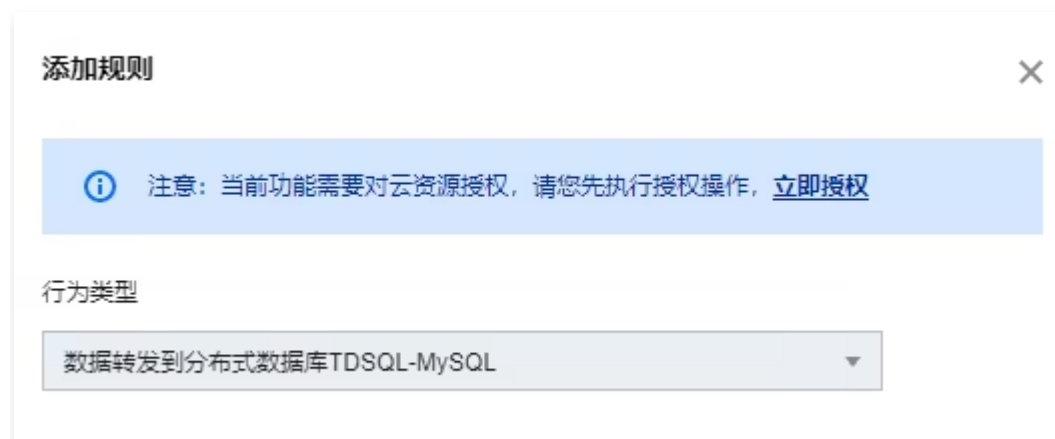 添加规则
注意：当前功能需要对云资源授权，请您先执行授权操作，立即授权
行为类型
数据转发到分布式数据库TDSQL-MySQL